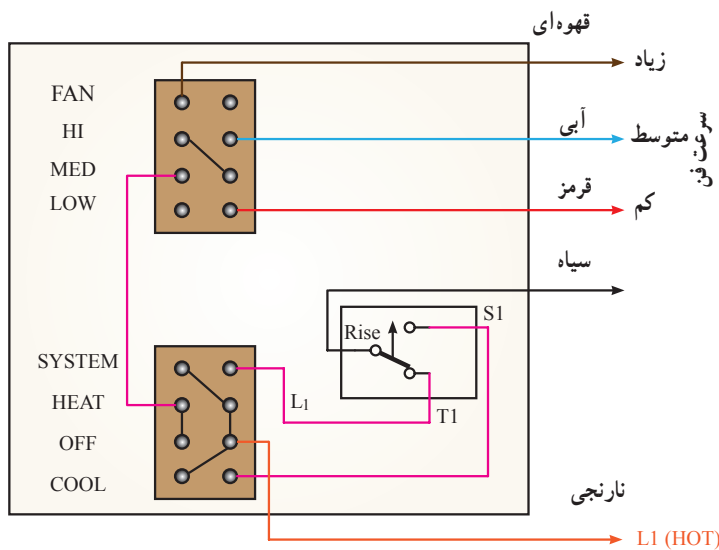 قهوه‌ای
زیاد
FAN
HI
آبی
متوسط
MED
سرعت فن
LOW
قرمز
کم
سیاه
S1
Rise
SYSTEM
HEAT
L1
T1
OFF
COOL
نارنجی
L1 (HOT)